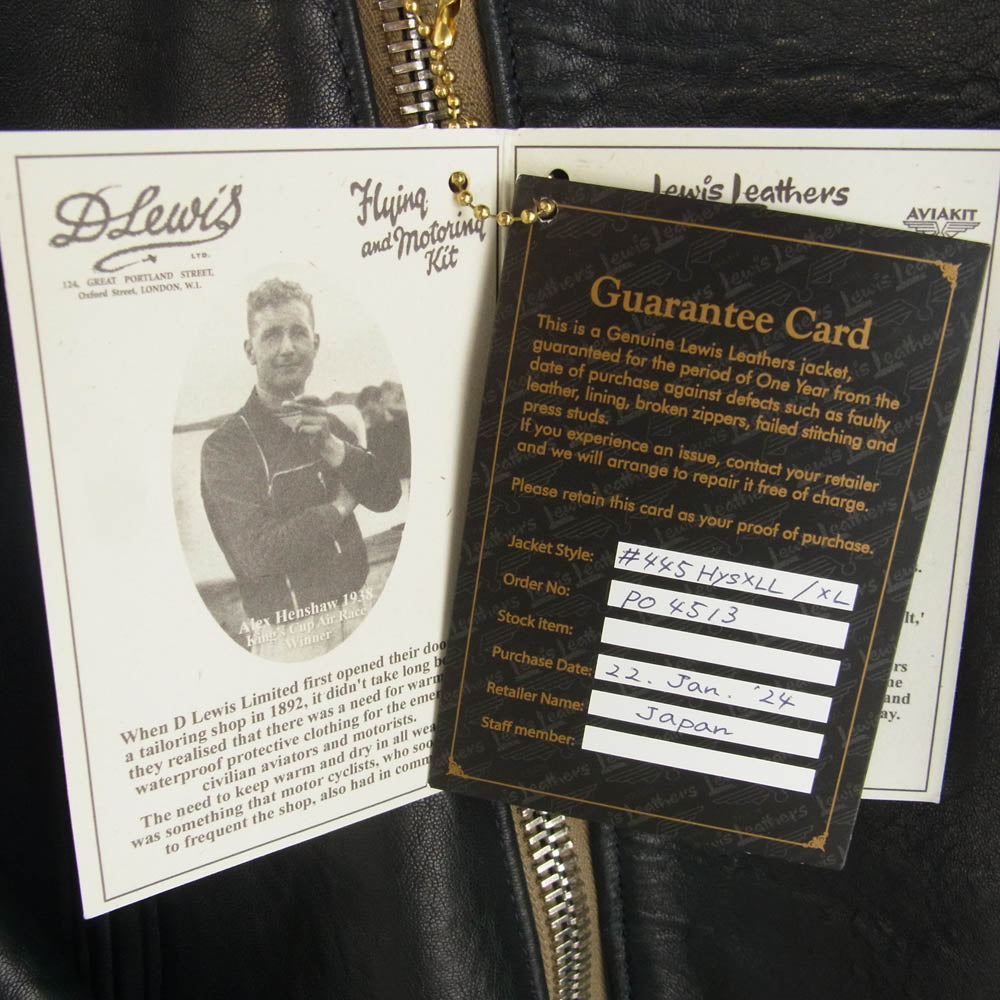 D Lewis
LTD.
124, GREAT PORTLAND STREET,
Oxford Street, LONDON, W.1.
Flying
and Motoring
Kit
Alex Henshaw 1938
King's Cup Air Race
Winner
When D Lewis Limited first opened their doo
a tailoring shop in 1892, it didn't take long be
they realised that there was a need for warm
waterproof protective clothing for the emer
civilian aviators and motorists.
The need to keep warm and dry in all wea
was something that motor cyclists, who soo
to frequent the shop, also had in comm
Lewis Leathers
AVIAKIT
Guarantee Card
This is a Genuine Lewis Leathers jacket,
guaranteed for the period of One Year from the
date of purchase against defects such as faulty
leather, lining, broken zippers, failed stitching and
press studs.
If you experience an issue, contact your retailer
and we will arrange to repair it free of charge.
Please retain this card as your proof of purchase.
Jacket Style: #445 HysXLL /XL
Order No: PO 4513
Stock item:
Purchase Date: 22. Jan. '24
Retailer Name: Japan
Staff member:
lt,'
rs
ne
and
ay.